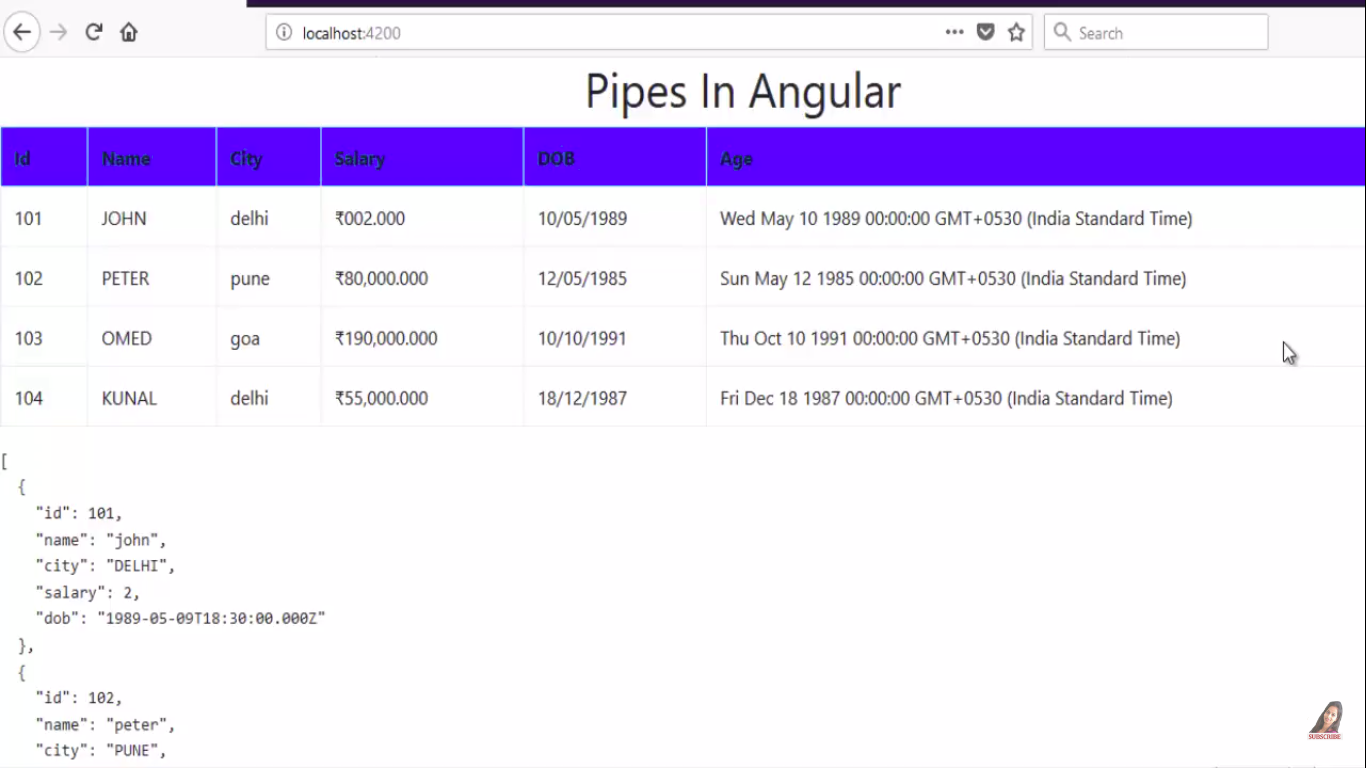 localhost:4200
Search
Pipes In Angular
Id Name City Salary DOB Age
101 JOHN delhi ₹002.000 10/05/1989 Wed May 10 1989 00:00:00 GMT+0530 (India Standard Time)
102 PETER pune ₹80,000.000 12/05/1985 Sun May 12 1985 00:00:00 GMT+0530 (India Standard Time)
103 OMED goa ₹190,000.000 10/10/1991 Thu Oct 10 1991 00:00:00 GMT+0530 (India Standard Time)
104 KUNAL delhi ₹55,000.000 18/12/1987 Fri Dec 18 1987 00:00:00 GMT+0530 (India Standard Time)
[
{
"id": 101,
"name": "john",
"city": "DELHI",
"salary": 2,
"dob": "1989-05-09T18:30:00.000Z"
},
{
"id": 102,
"name": "peter",
"city": "PUNE",
SUBSCRIBE